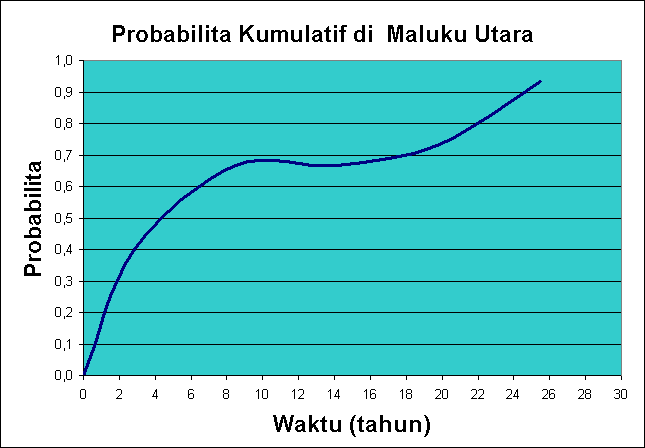 Probabilita Kumulatif di  Maluku Utara
1,0
0,9
0,8
0,7
0,6
0,5
0,4
0,3
0,2
0,1
0,0
Probabilita
0 2 4 6 8 10 12 14 16 18 20 22 24 26 28 30
Waktu (tahun)